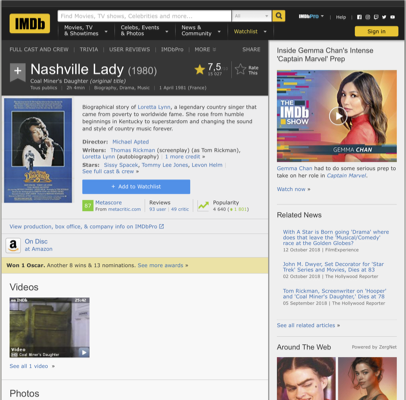 IMDb
Find Movies, TV shows, Celebrities and more...
All
Movies, TV & Showtimes
Celebs, Events & Photos
News & Community
Watchlist
IMDbPro
Help
Sign in
FULL CAST AND CREW | TRIVIA | USER REVIEWS | IMDbPro | MORE
SHARE
Nashville Lady (1980)
Coal Miner's Daughter (original title)
Tous publics | 2h 4min | Biography, Drama, Music | 1 April 1981 (France)
7,5
Rate This
Biographical story of Loretta Lynn, a legendary country singer that
came from poverty to worldwide fame. She rose from humble
beginnings in Kentucky to superstardom and changing the sound
and style of country music forever.
Director: Michael Apted
Writers: Thomas Rickman (screenplay) (as Tom Rickman),
Loretta Lynn (autobiography) | 1 more credit »
Stars: Sissy Spacek, Tommy Lee Jones, Levon Helm |
See full cast & crew »
+ Add to Watchlist
87
Metascore
From metacritic.com
Reviews
93 user | 48 critic
Popularity
4 640
View production, box office, & company info on IMDbPro
a
On Disc
at Amazon
Won 1 Oscar. Another 8 wins & 13 nominations. See more awards »
Videos
Video
Coal Miner's Daughter
See all 1 video »
Photos
Inside Gemma Chan's Intense
'Captain Marvel' Prep
THE
IMDb
SHOW
GEMMA CHAN
Gemma Chan had to do some serious prep to
take on her role in Captain Marvel.
Watch now »
Related News
With A Star is Born going 'Drama' where
does that leave the 'Musical/Comedy'
race at the Golden Globes?
12 October 2018 | FilmExperience
John M. Dwyer, Set Decorator for 'Star
Trek' Series and Movies, Dies at 83
02 October 2018 | The Hollywood Reporter
Tom Rickman, Screenwriter on 'Hooper'
and 'Coal Miner's Daughter,' Dies at 78
05 September 2018 | The Hollywood Reporter
See all related articles »
Around The Web
Powered by ZergNet